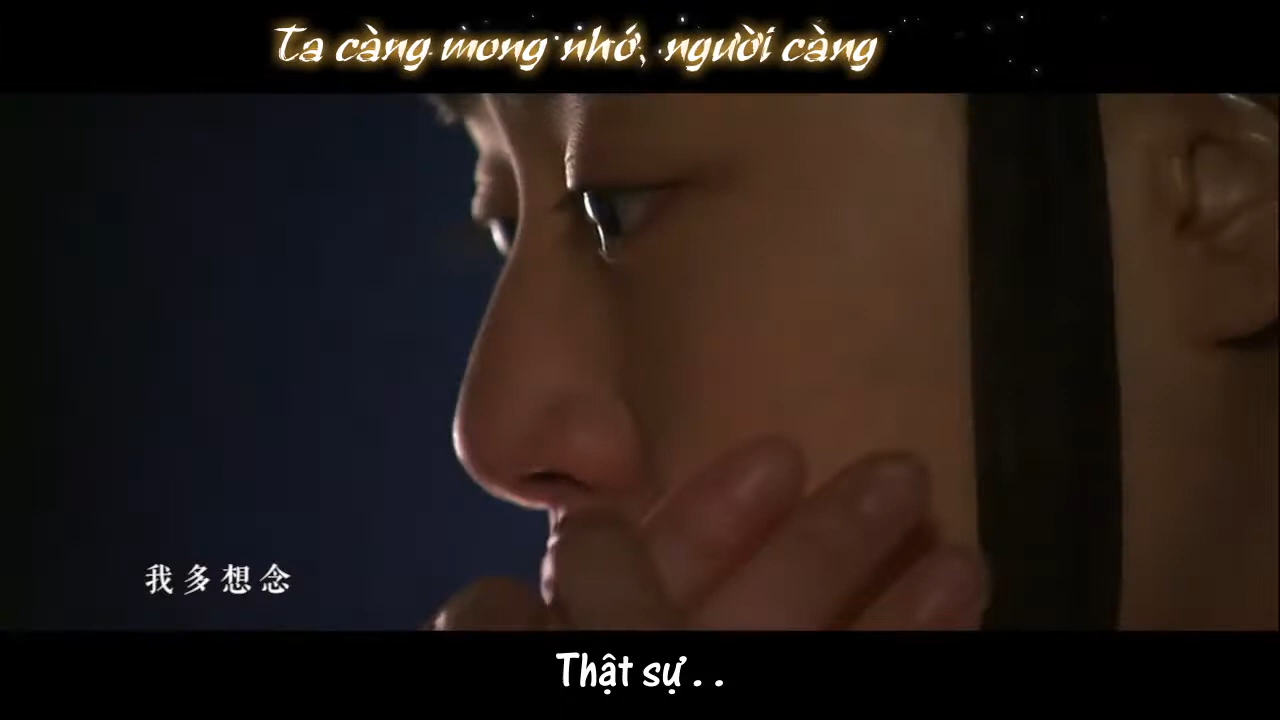 Ta càng mong nhớ, người càng
我多想念
Thật sự . .